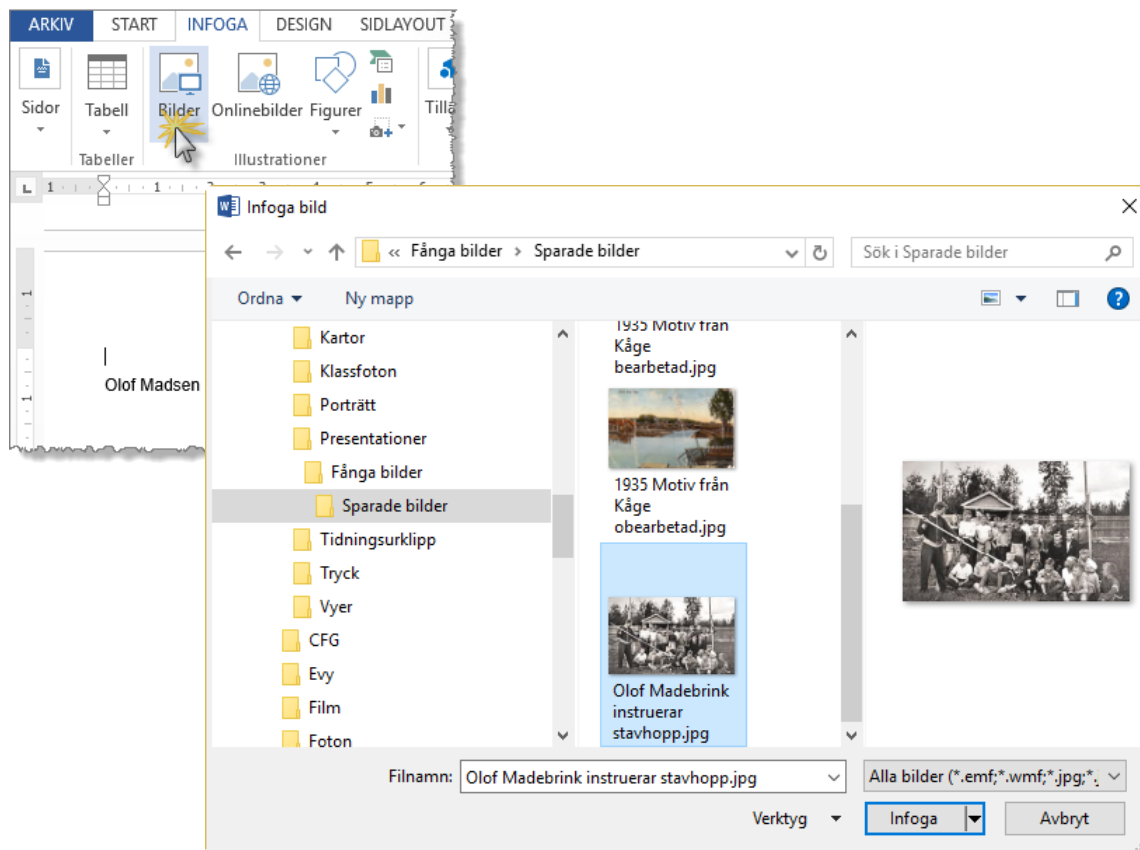 ARKIV START INFOGA DESIGN SIDLAYOUT
Sidor Tabell Bilder Onlinebilder Figurer
Tabeller Illustrationer
Olof Madsen
Infoga bild
« Fånga bilder > Sparade bilder
Sök i Sparade bilder
Ordna Ny mapp
Kartor
Klassfoton
Porträtt
Presentationer
Fånga bilder
Sparade bilder
Tidningsurklipp
Tryck
Vyer
CFG
Evy
Film
Foton
1935 Motiv från
Kåge
bearbetad.jpg
1935 Motiv från
Kåge
obearbetad.jpg
Olof Madebrink
instruerar
stavhopp.jpg
Filnamn: Olof Madebrink instruerar stavhopp.jpg
Alla bilder (*.emf;*.wmf;*.jpg;*.
Verktyg Infoga Avbryt